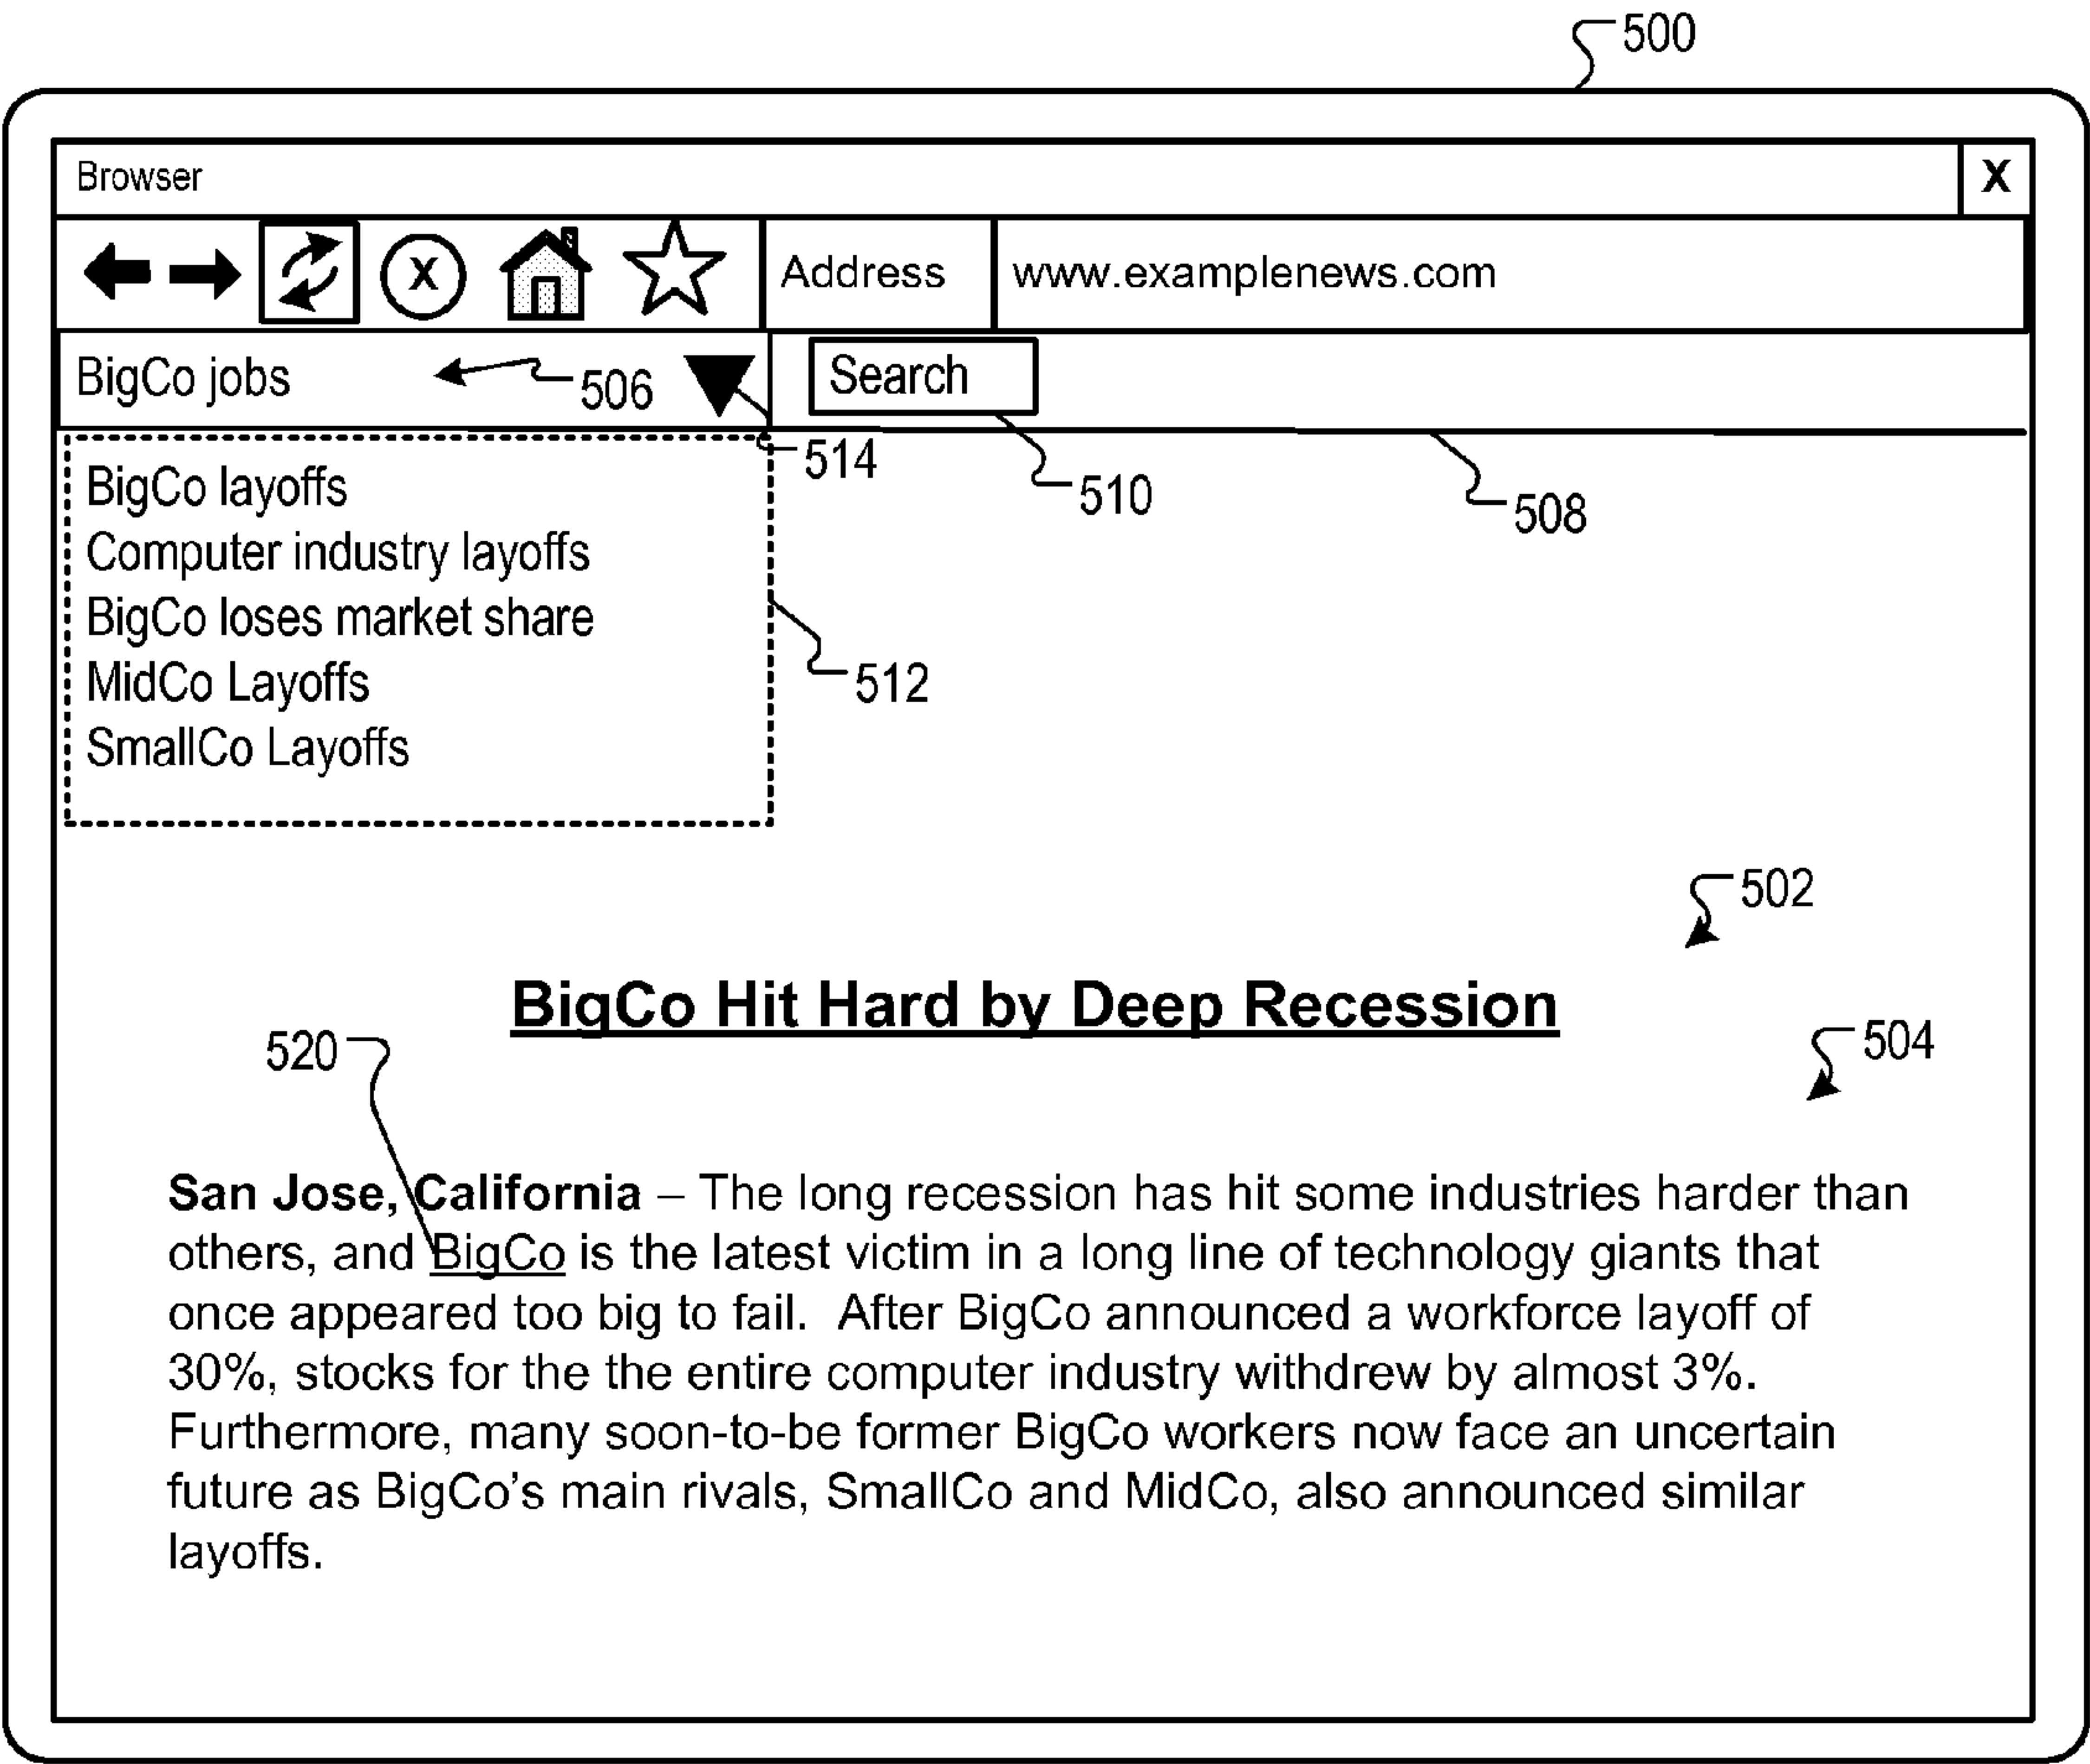 500
Browser X
X Address www.examplenews.com
BigCo jobs 506 Search
514
510
508
BigCo layoffs
Computer industry layoffs
BigCo loses market share
MidCo Layoffs
SmallCo Layoffs
512
502
BigCo Hit Hard by Deep Recession
520
504
San Jose, California – The long recession has hit some industries harder than
others, and BigCo is the latest victim in a long line of technology giants that
once appeared too big to fail.  After BigCo announced a workforce layoff of
30%, stocks for the the entire computer industry withdrew by almost 3%.
Furthermore, many soon-to-be former BigCo workers now face an uncertain
future as BigCo’s main rivals, SmallCo and MidCo, also announced similar
layoffs.